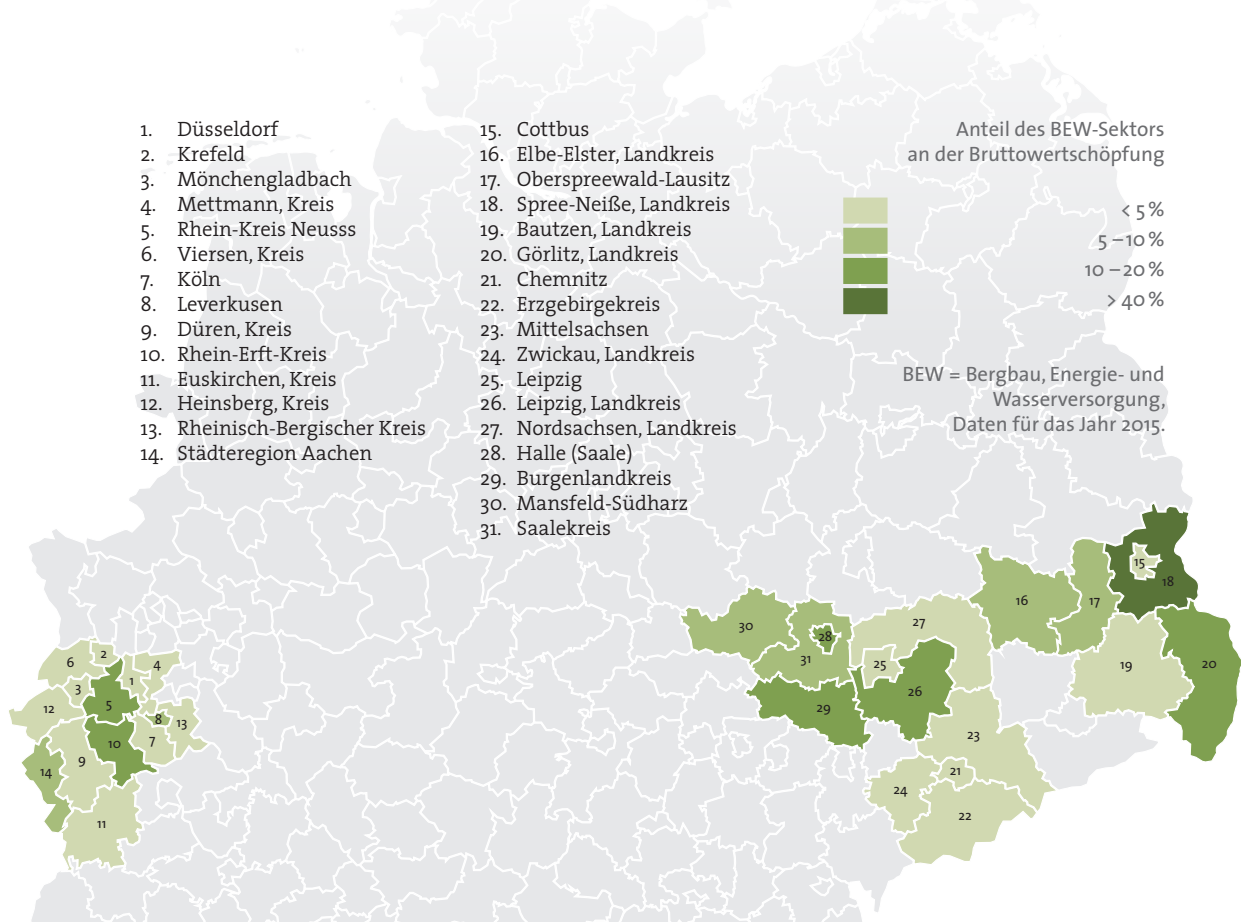 1. Düsseldorf
2. Krefeld
3. Mönchengladbach
4. Mettmann, Kreis
5. Rhein-Kreis Neusss
6. Viersen, Kreis
7. Köln
8. Leverkusen
9. Düren, Kreis
10. Rhein-Erft-Kreis
11. Euskirchen, Kreis
12. Heinsberg, Kreis
13. Rheinisch-Bergischer Kreis
14. Städteregion Aachen
15. Cottbus
16. Elbe-Elster, Landkreis
17. Oberspreewald-Lausitz
18. Spree-Neiße, Landkreis
19. Bautzen, Landkreis
20. Görlitz, Landkreis
21. Chemnitz
22. Erzgebirgekreis
23. Mittelsachsen
24. Zwickau, Landkreis
25. Leipzig
26. Leipzig, Landkreis
27. Nordsachsen, Landkreis
28. Halle (Saale)
29. Burgenlandkreis
30. Mansfeld-Südharz
31. Saalekreis
Anteil des BEW-Sektors
an der Bruttowertschöpfung
< 5 %
5 – 10 %
10 – 20 %
> 40 %
BEW = Bergbau, Energie- und
Wasserversorgung,
Daten für das Jahr 2015.
15
18
16
17
30
28
27
31
25
19
20
26
29
23
21
24
22
2
6
4
1
3
5
12
8
13
10
7
9
14
11